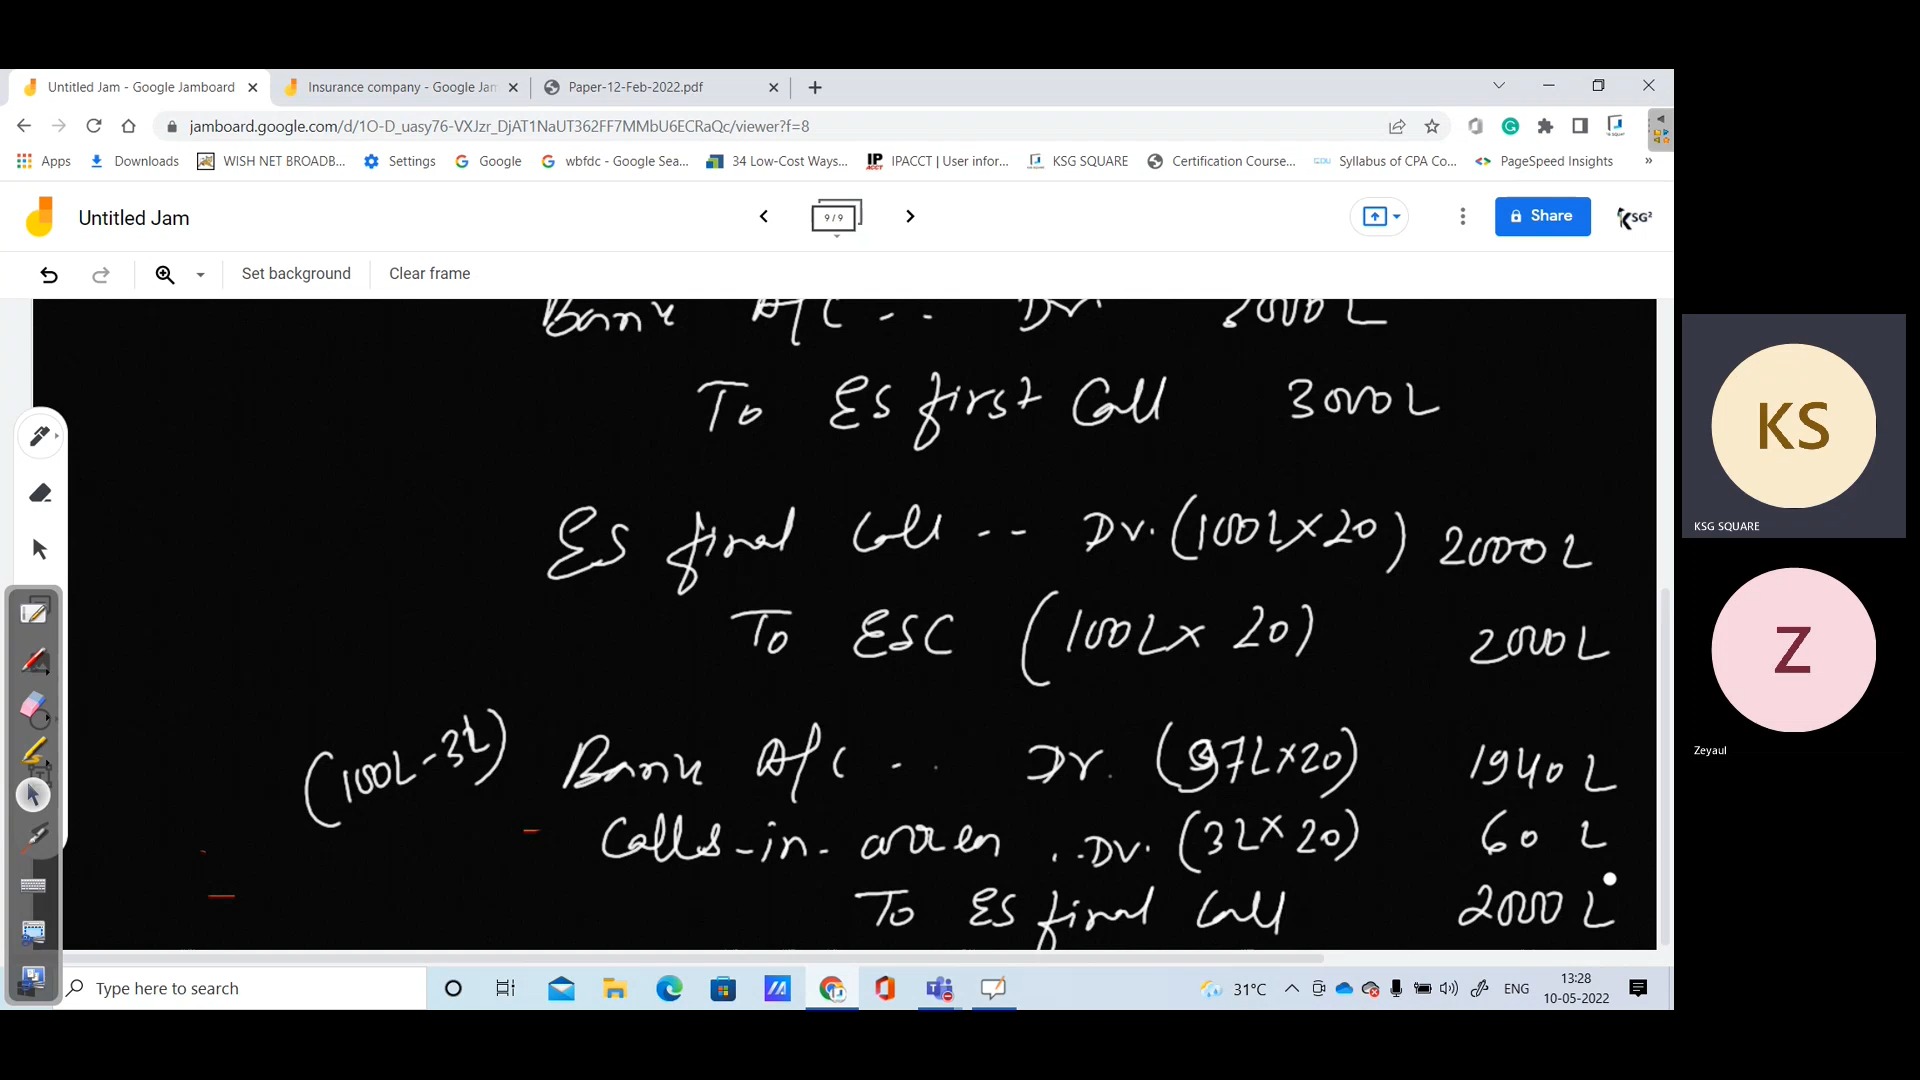 Untitled Jam - Google Jamboard
Insurance company - Google Jam
Paper-12-Feb-2022.pdf
jamboard.google.com/d/1O-D_uasy76-VXJzr_DjAT1NaUT362FF7MMbU6ECRaQc/viewer?f=8
Apps
Downloads
WISH NET BROADB...
Settings
Google
wbfdc - Google Sea...
34 Low-Cost Ways...
IP ACCT
IPACCT | User infor...
KSG SQUARE
Certification Course...
Syllabus of CPA Co...
PageSpeed Insights
»
Untitled Jam
9 / 9
Share
KSG²
Set background
Clear frame
Bank A/C - - Dr. 3000 L
To ES first Call 3000 L
ES final Call -- Dr. (100L×20) 2000 L
To ESC (100L × 20) 2000 L
(100L - 3L) Bank A/C - . Dr. (97L×20) 1940 L
Calls-in-arrear ..Dr. (3L×20) 60 L
To ES final Call 2000 L
KS
KSG SQUARE
Z
Zeyaul
Type here to search
31°C
ENG
13:28
10-05-2022